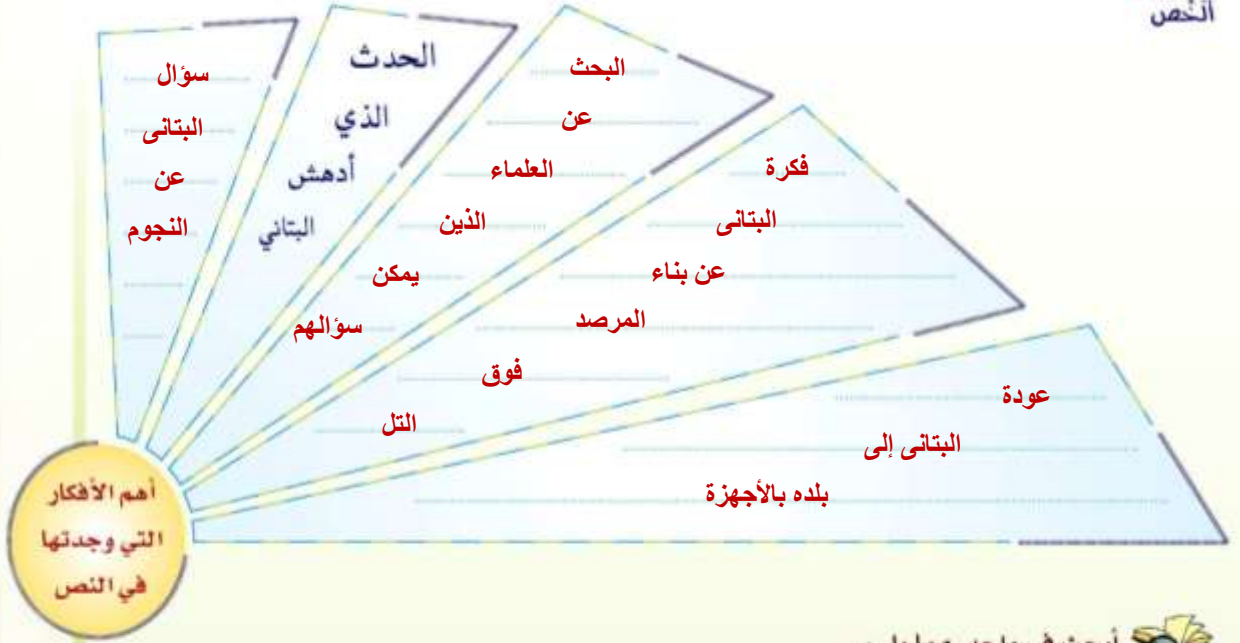 النص
سؤال
البتانى
عن
النجوم
الحدث
الذي
أدهش
البتاني
البحث
عن
العلماء
الذين
يمكن
سؤالهم
فكرة
البتانى
عن بناء
المرصد
فوق
التل
عودة
البتانى إلى
بلده بالأجهزة
أهم الأفكار
التي وجدتها
في النص